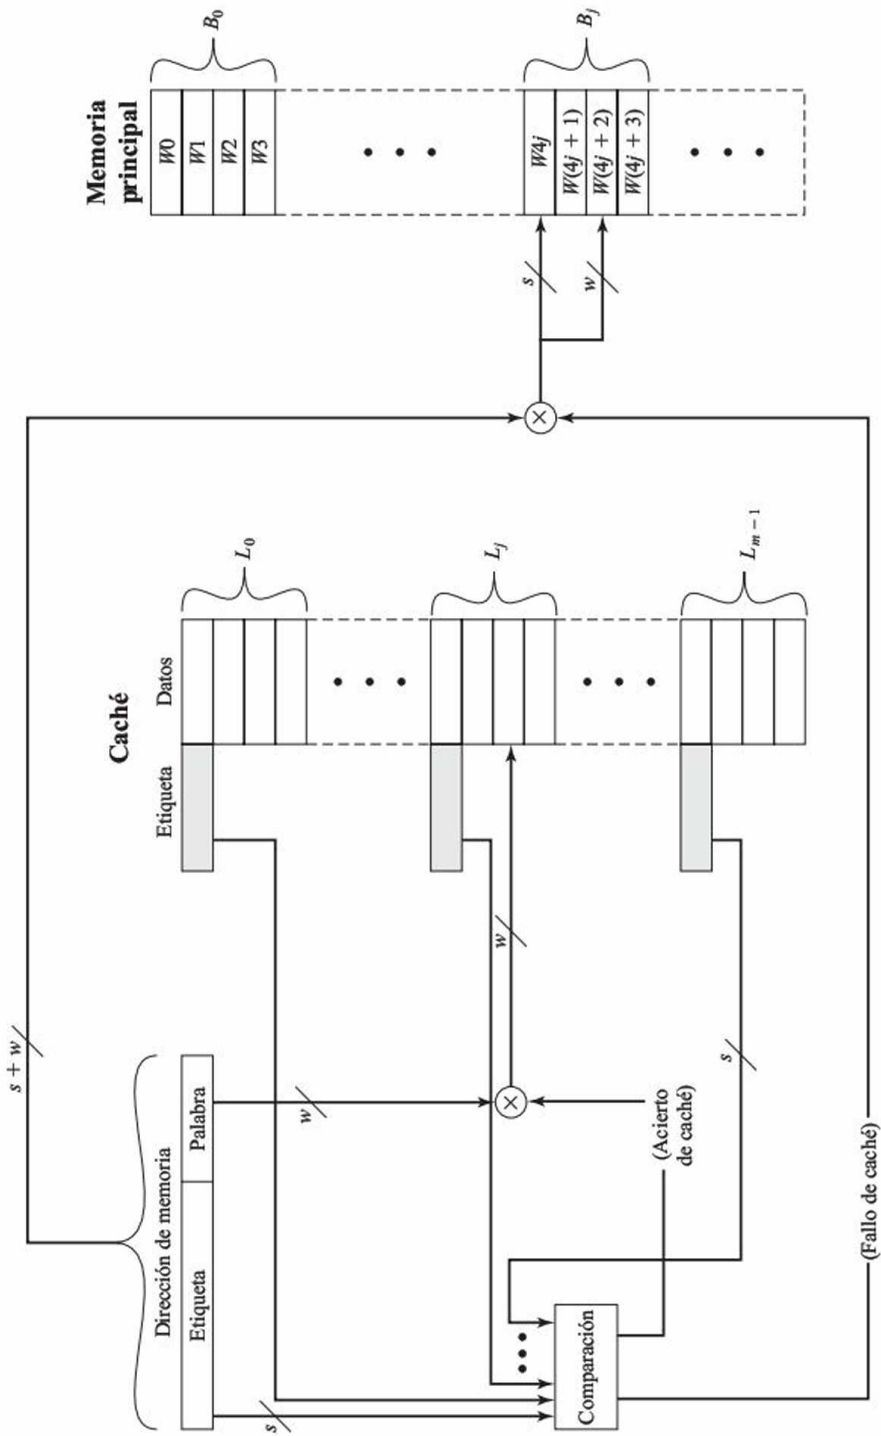 s + w
Dirección de memoria
Etiqueta
Palabra
Caché
Etiqueta
Datos
Memoria
principal
W0
W1
W2
W3
B0
s
w
L0
w
Lj
s
w
W4j
W(4j + 1)
W(4j + 2)
W(4j + 3)
Bj
Comparación
(Acierto
de caché)
s
Lm − 1
(Fallo de caché)